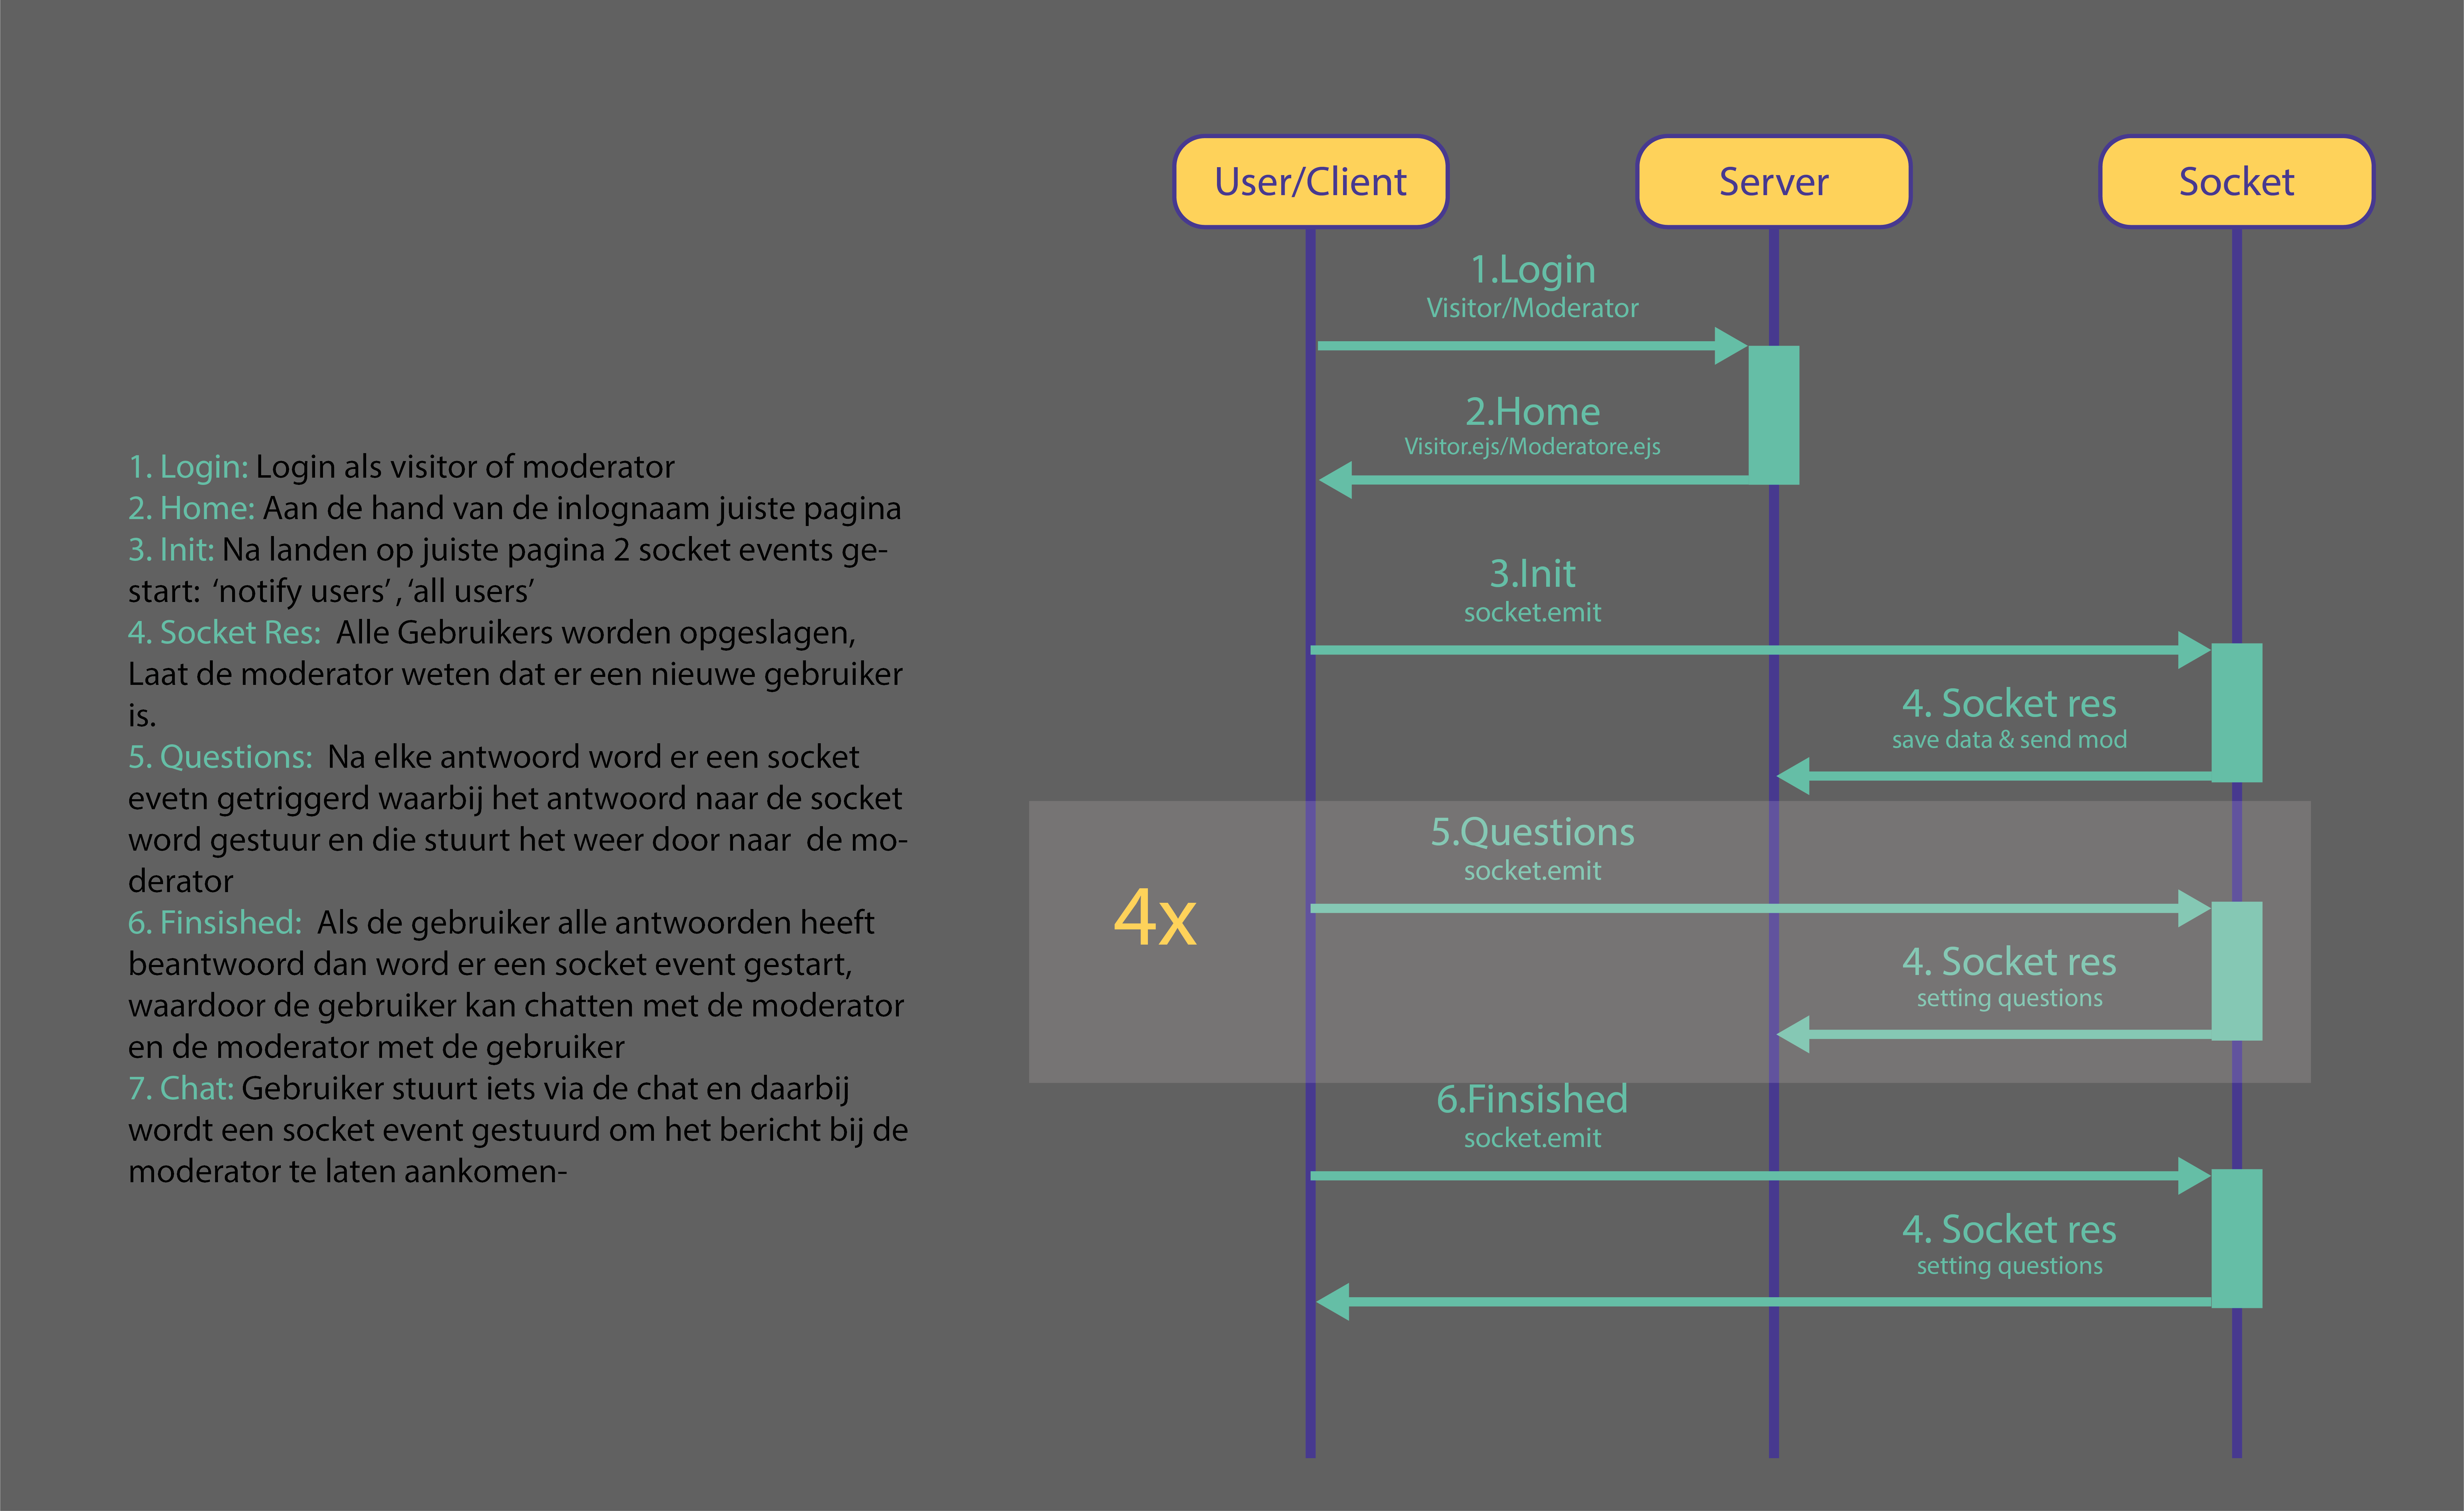 1. Login: Login als visitor of moderator
2. Home: Aan de hand van de inlognaam juiste pagina
3. Init: Na landen op juiste pagina 2 socket events ge-
start: ‘notify users’ , ‘all users’
4. Socket Res: Alle Gebruikers worden opgeslagen,
Laat de moderator weten dat er een nieuwe gebruiker
is.
5. Questions: Na elke antwoord word er een socket
evetn getriggerd waarbij het antwoord naar de socket
word gestuur en die stuurt het weer door naar de mo-
derator
6. Finsished: Als de gebruiker alle antwoorden heeft
beantwoord dan word er een socket event gestart,
waardoor de gebruiker kan chatten met de moderator
en de moderator met de gebruiker
7. Chat: Gebruiker stuurt iets via de chat en daarbij
wordt een socket event gestuurd om het bericht bij de
moderator te laten aankomen-
User/Client
Server
Socket
1.Login
Visitor/Moderator
2.Home
Visitor.ejs/Moderatore.ejs
3.Init
socket.emit
4. Socket res
save data & send mod
4x
5.Questions
socket.emit
4. Socket res
setting questions
6.Finsished
socket.emit
4. Socket res
setting questions